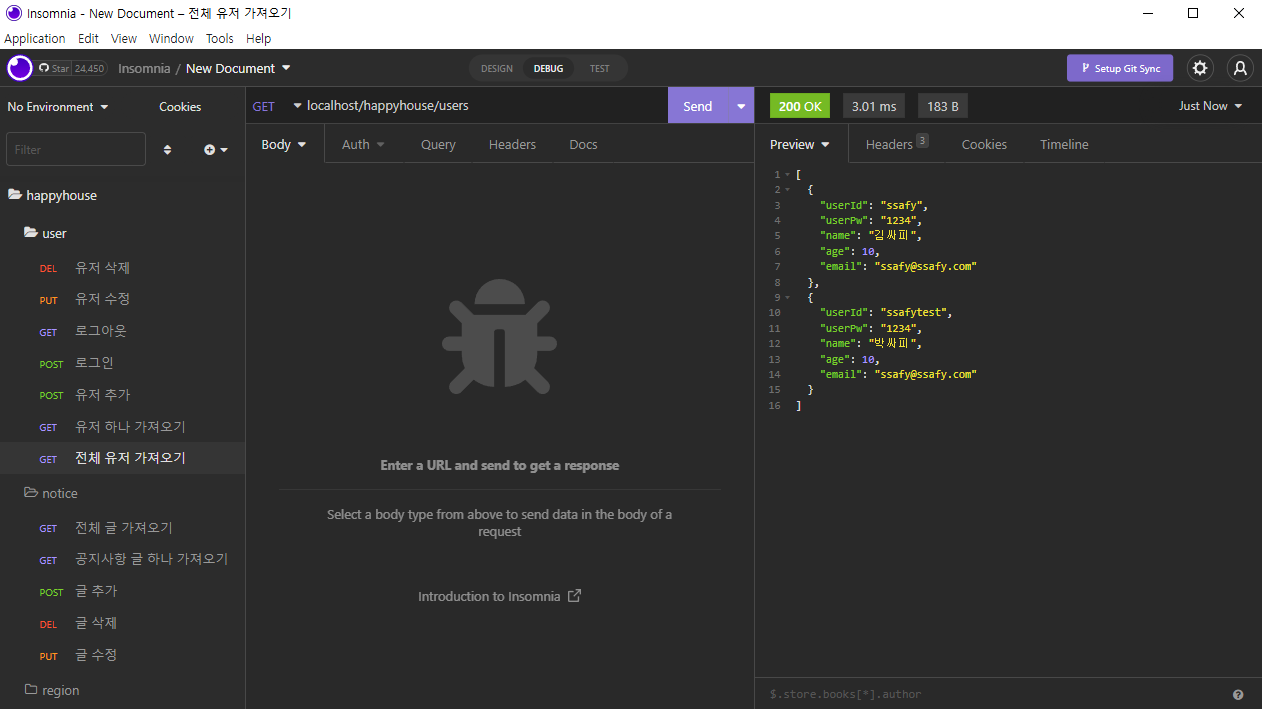 Insomnia - New Document – 전체 유저 가져오기
Application Edit View Window Tools Help
Star 24,450 Insomnia / New Document DESIGN DEBUG TEST Setup Git Sync
No Environment Cookies
Filter
happyhouse
user
DEL 유저 삭제
PUT 유저 수정
GET 로그아웃
POST 로그인
POST 유저 추가
GET 유저 하나 가져오기
GET 전체 유저 가져오기
notice
GET 전체 글 가져오기
GET 공지사항 글 하나 가져오기
POST 글 추가
DEL 글 삭제
PUT 글 수정
region
GET localhost/happyhouse/users Send
Body Auth Query Headers Docs
Enter a URL and send to get a response
Select a body type from above to send data in the body of a
request
Introduction to Insomnia
200 OK 3.01 ms 183 B Just Now
Preview Headers 3 Cookies Timeline
1 [
2 {
3 "userId": "ssafy",
4 "userPw": "1234",
5 "name": "김싸피",
6 "age": 10,
7 "email": "ssafy@ssafy.com"
8 },
9 {
10 "userId": "ssafytest",
11 "userPw": "1234",
12 "name": "박싸피",
13 "age": 10,
14 "email": "ssafy@ssafy.com"
15 }
16 ]
$.store.books[*].author